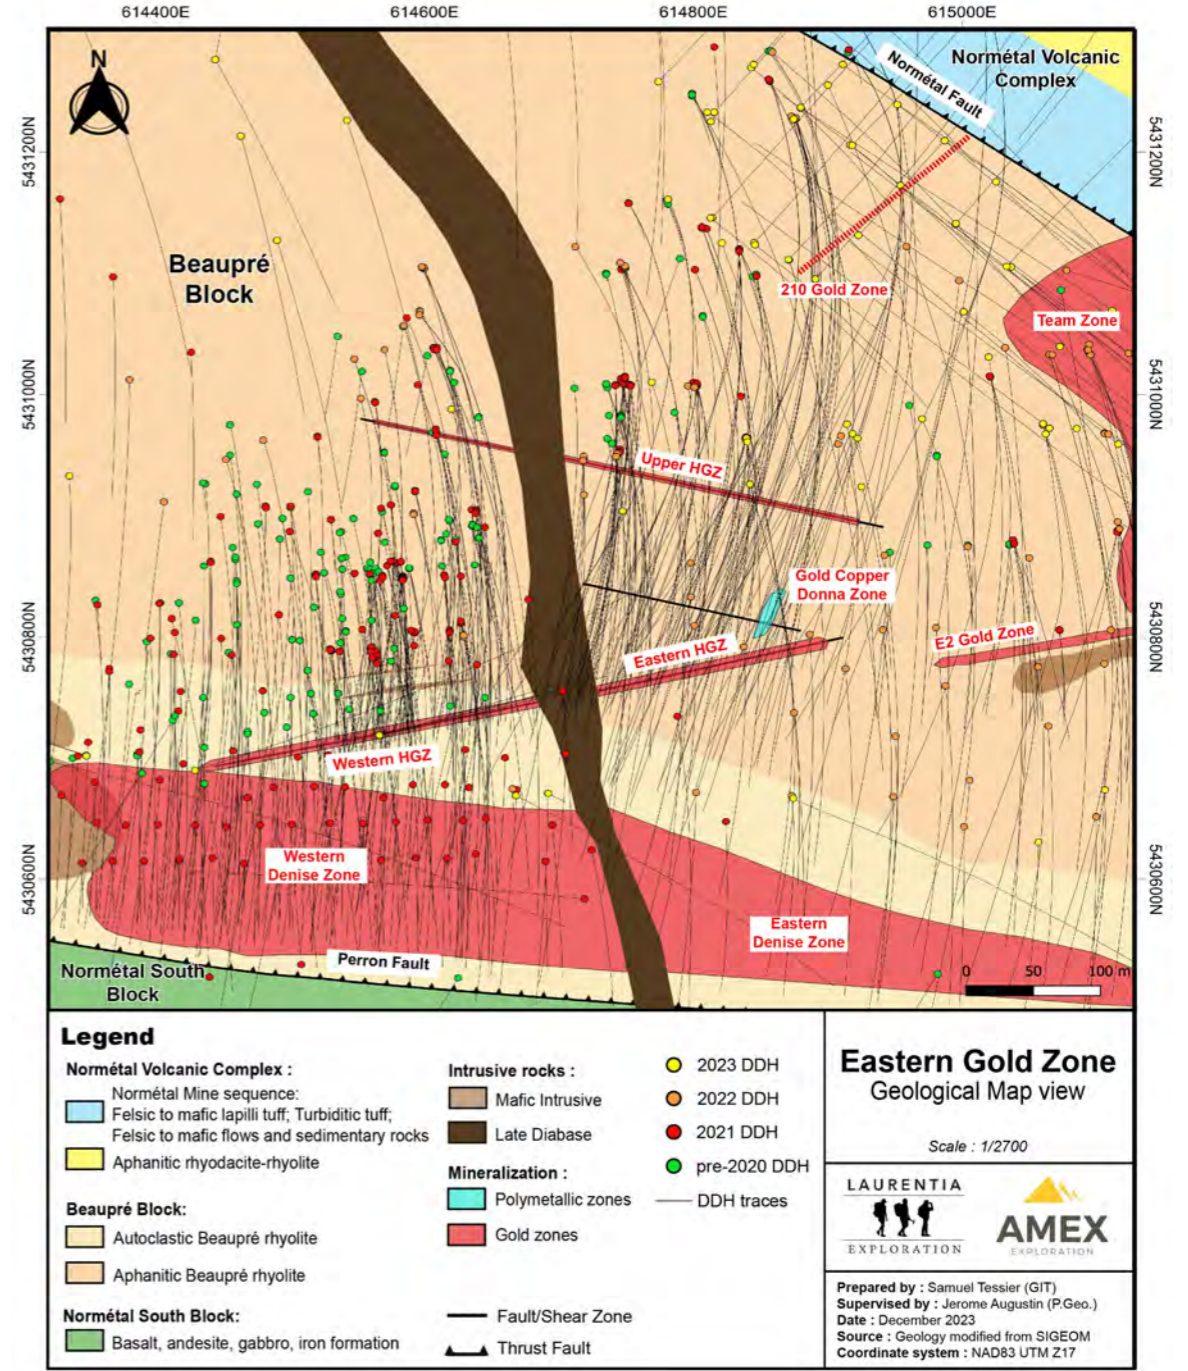 614400E
614600E
614800E
615000E
N
Normétal Volcanic
Complex
Normétal Fault
5431200N
5431200N
Beaupré
Block
210 Gold Zone
Team Zone
5431000N
5431000N
Upper HGZ
Gold Copper
Donna Zone
5430800N
5430800N
E2 Gold Zone
Eastern HGZ
Western HGZ
Western
Denise Zone
5430600N
5430600N
Eastern
Denise Zone
Perron Fault
Normétal South
Block
0 50 100 m
Legend
Normétal Volcanic Complex :
Normétal Mine sequence:
Felsic to mafic lapilli tuff; Turbiditic tuff;
Felsic to mafic flows and sedimentary rocks
Aphanitic rhyodacite-rhyolite
Beaupré Block:
Autoclastic Beaupré rhyolite
Aphanitic Beaupré rhyolite
Normétal South Block:
Basalt, andesite, gabbro, iron formation
Intrusive rocks :
Mafic Intrusive
Late Diabase
Mineralization :
Polymetallic zones
Gold zones
Fault/Shear Zone
Thrust Fault
2023 DDH
2022 DDH
2021 DDH
pre-2020 DDH
DDH traces
Eastern Gold Zone
Geological Map view
Scale : 1/2700
LAURENTIA
EXPLORATION
AMEX
EXPLORATION
Prepared by : Samuel Tessier (GIT)
Supervised by : Jerome Augustin (P.Geo.)
Date : December 2023
Source : Geology modified from SIGEOM
Coordinate system : NAD83 UTM Z17